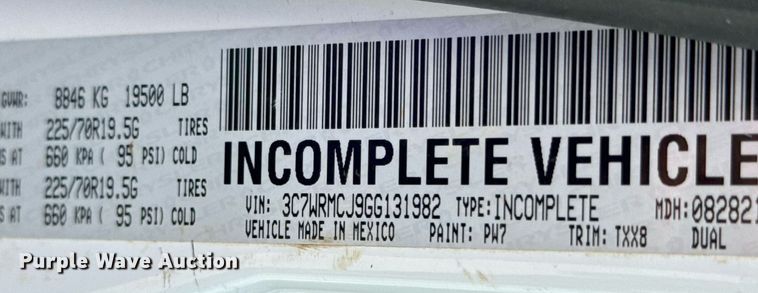 GVWR: 8846 KG 19500 LB
WITH 225/70R19.5G TIRES
S AT 660 KPA ( 95 PSI) COLD
WITH 225/70R19.5G TIRES
S AT 660 KPA ( 95 PSI) COLD
INCOMPLETE VEHICLE
VIN: 3C7WRMCJ9GG131982 TYPE: INCOMPLETE MDH: 082821
VEHICLE MADE IN MEXICO PAINT: PW7 TRIM: TXX8 DUAL
Purple Wave Auction